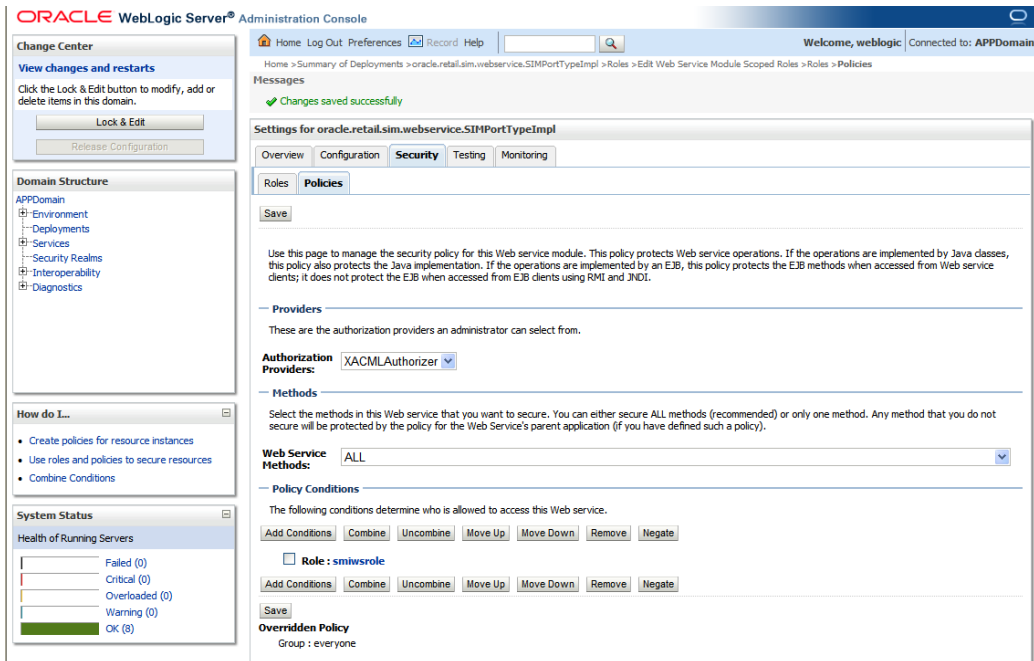 ORACLE WebLogic Server® Administration Console
Change Center
View changes and restarts
Click the Lock & Edit button to modify, add or
delete items in this domain.
Lock & Edit
Release Configuration
Domain Structure
APPDomain
Environment
Deployments
Services
Security Realms
Interoperability
Diagnostics
How do I...
Create policies for resource instances
Use roles and policies to secure resources
Combine Conditions
System Status
Health of Running Servers
Failed (0)
Critical (0)
Overloaded (0)
Warning (0)
OK (8)
Home Log Out Preferences Record Help
Welcome, weblogic Connected to: APPDomain
Home >Summary of Deployments >oracle.retail.sim.webservice.SIMPortTypeImpl >Roles >Edit Web Service Module Scoped Roles >Roles >Policies
Messages
Changes saved successfully
Settings for oracle.retail.sim.webservice.SIMPortTypeImpl
Overview Configuration Security Testing Monitoring
Roles Policies
Save
Use this page to manage the security policy for this Web service module. This policy protects Web service operations. If the operations are implemented by Java classes,
this policy also protects the Java implementation. If the operations are implemented by an EJB, this policy protects the EJB methods when accessed from Web service
clients; it does not protect the EJB when accessed from EJB clients using RMI and JNDI.
Providers
These are the authorization providers an administrator can select from.
Authorization
Providers:
XACMLAuthorizer
Methods
Select the methods in this Web service that you want to secure. You can either secure ALL methods (recommended) or only one method. Any method that you do not
secure will be protected by the policy for the Web Service's parent application (if you have defined such a policy).
Web Service
Methods:
ALL
Policy Conditions
The following conditions determine who is allowed to access this Web service.
Add Conditions Combine Uncombine Move Up Move Down Remove Negate
Role : smiwsrole
Add Conditions Combine Uncombine Move Up Move Down Remove Negate
Save
Overridden Policy
Group : everyone